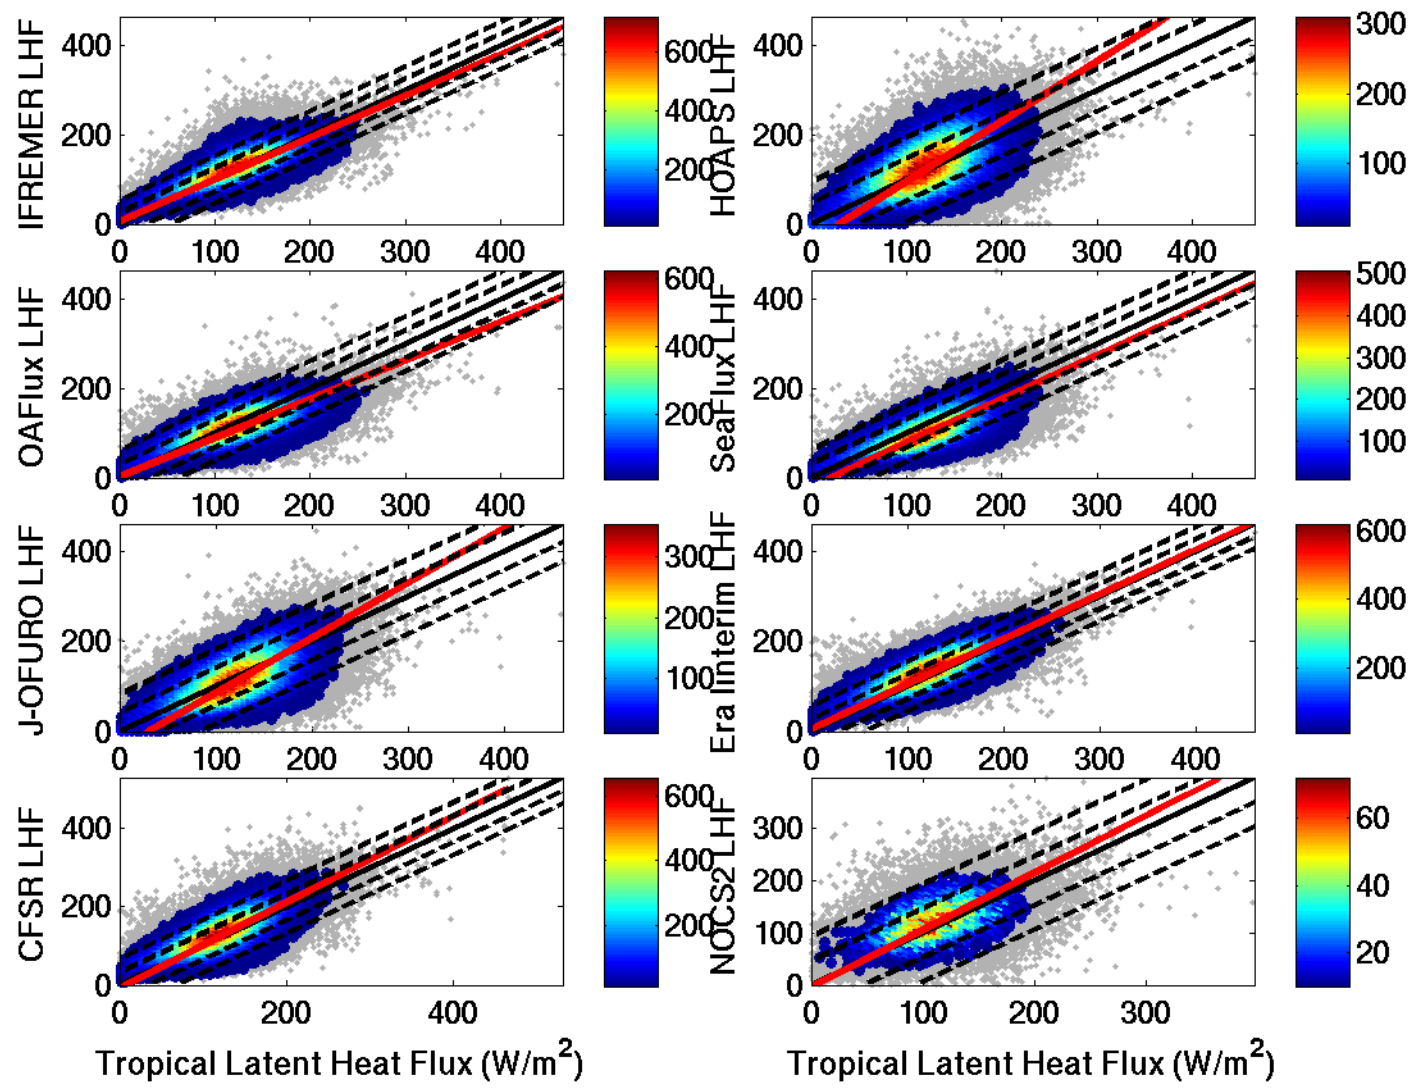 IFREMER LHF
400
200
0
0 100 200 300 400
600
400
200
HOAPS LHF
400
200
0
0 100 200 300 400
300
200
100
OAFlux LHF
400
200
0
0 100 200 300 400
600
400
200
SeaFlux LHF
400
200
0
0 100 200 300 400
500
400
300
200
100
J-OFURO LHF
400
200
0
0 100 200 300 400
300
200
100
Era Iinterim LHF
400
200
0
0 100 200 300 400
600
400
200
CFSR LHF
400
200
0
0 200 400
600
400
200
NOCS2 LHF
300
200
100
0
0 100 200 300
60
40
20
Tropical Latent Heat Flux (W/m²)
Tropical Latent Heat Flux (W/m²)